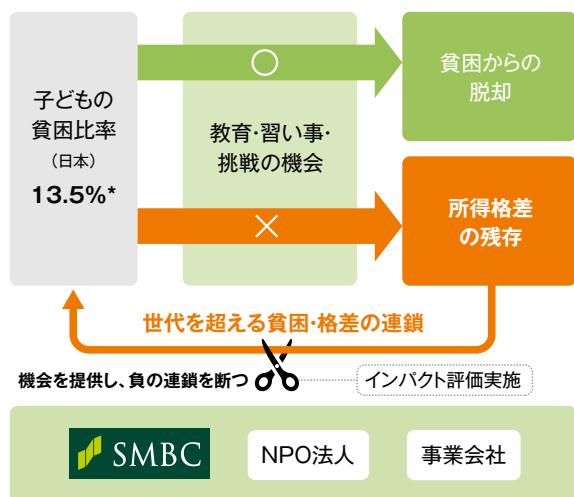 子どもの
貧困比率
(日本)
13.5%*
○
教育・習い事・
挑戦の機会
×
貧困からの
脱却
所得格差
の残存
世代を超える貧困・格差の連鎖
機会を提供し、負の連鎖を断つ
インパクト評価実施
SMBC
NPO法人
事業会社